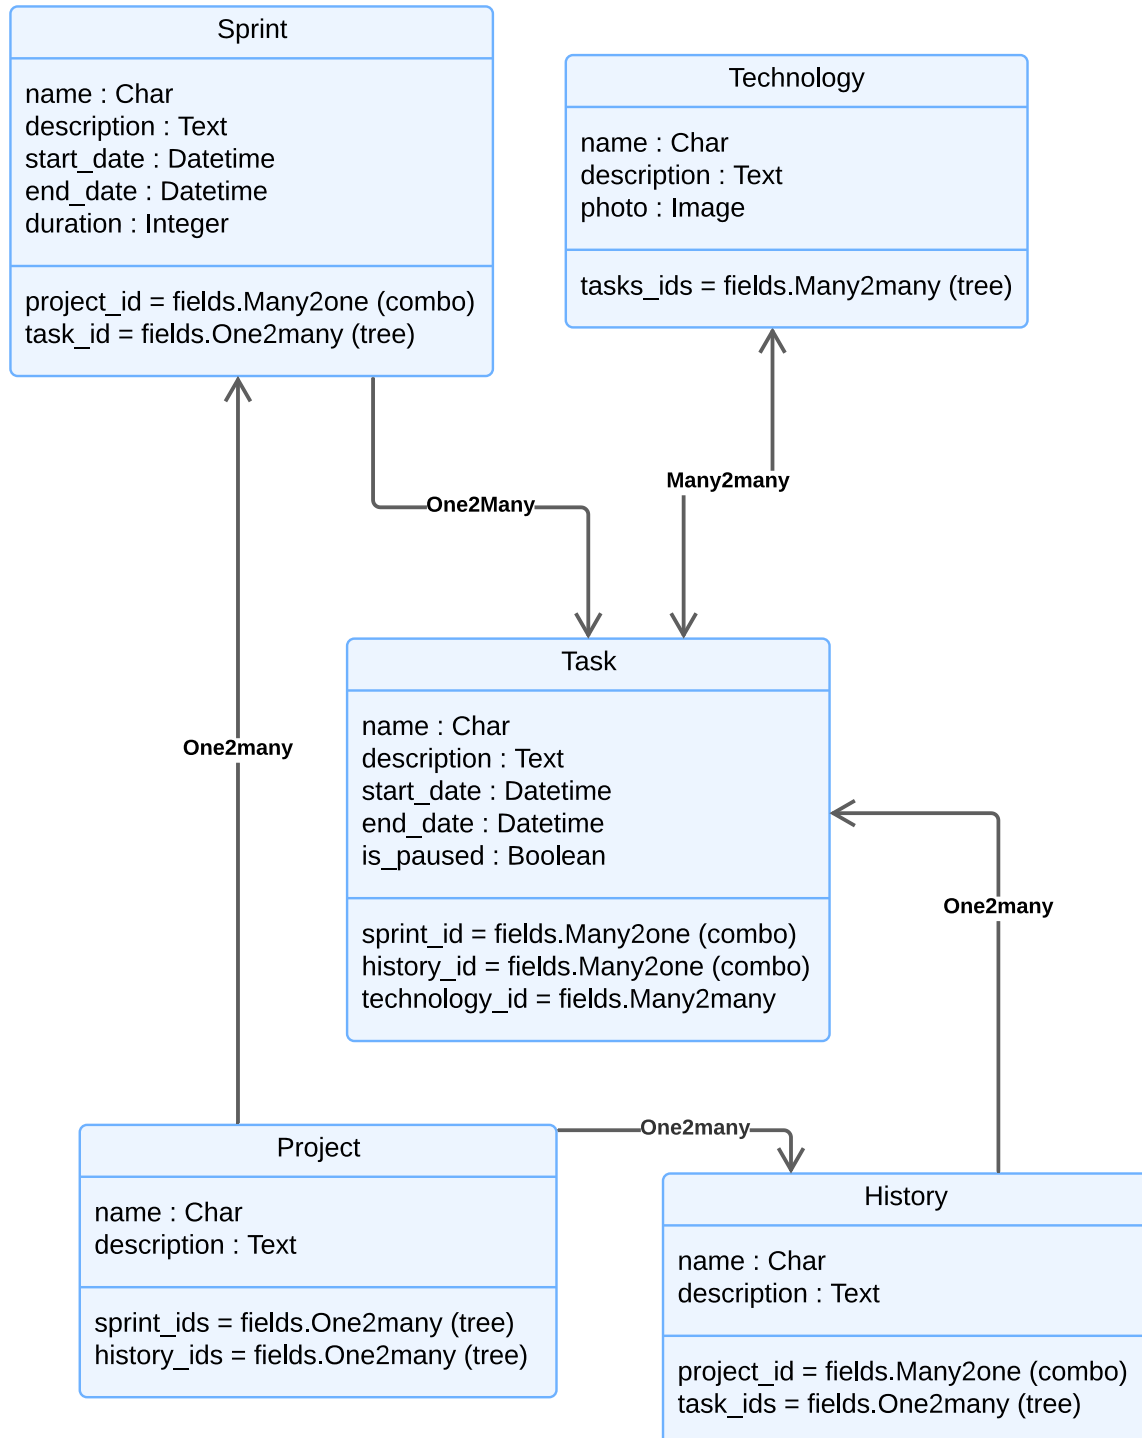 Sprint
name : Char
description : Text
start_date : Datetime
end_date : Datetime
duration : Integer
project_id = fields.Many2one (combo)
task_id = fields.One2many (tree)
Technology
name : Char
description : Text
photo : Image
tasks_ids = fields.Many2many (tree)
Many2many
One2Many
Task
name : Char
description : Text
start_date : Datetime
end_date : Datetime
is_paused : Boolean
sprint_id = fields.Many2one (combo)
history_id = fields.Many2one (combo)
technology_id = fields.Many2many
One2many
One2many
One2many
Project
name : Char
description : Text
sprint_ids = fields.One2many (tree)
history_ids = fields.One2many (tree)
History
name : Char
description : Text
project_id = fields.Many2one (combo)
task_ids = fields.One2many (tree)